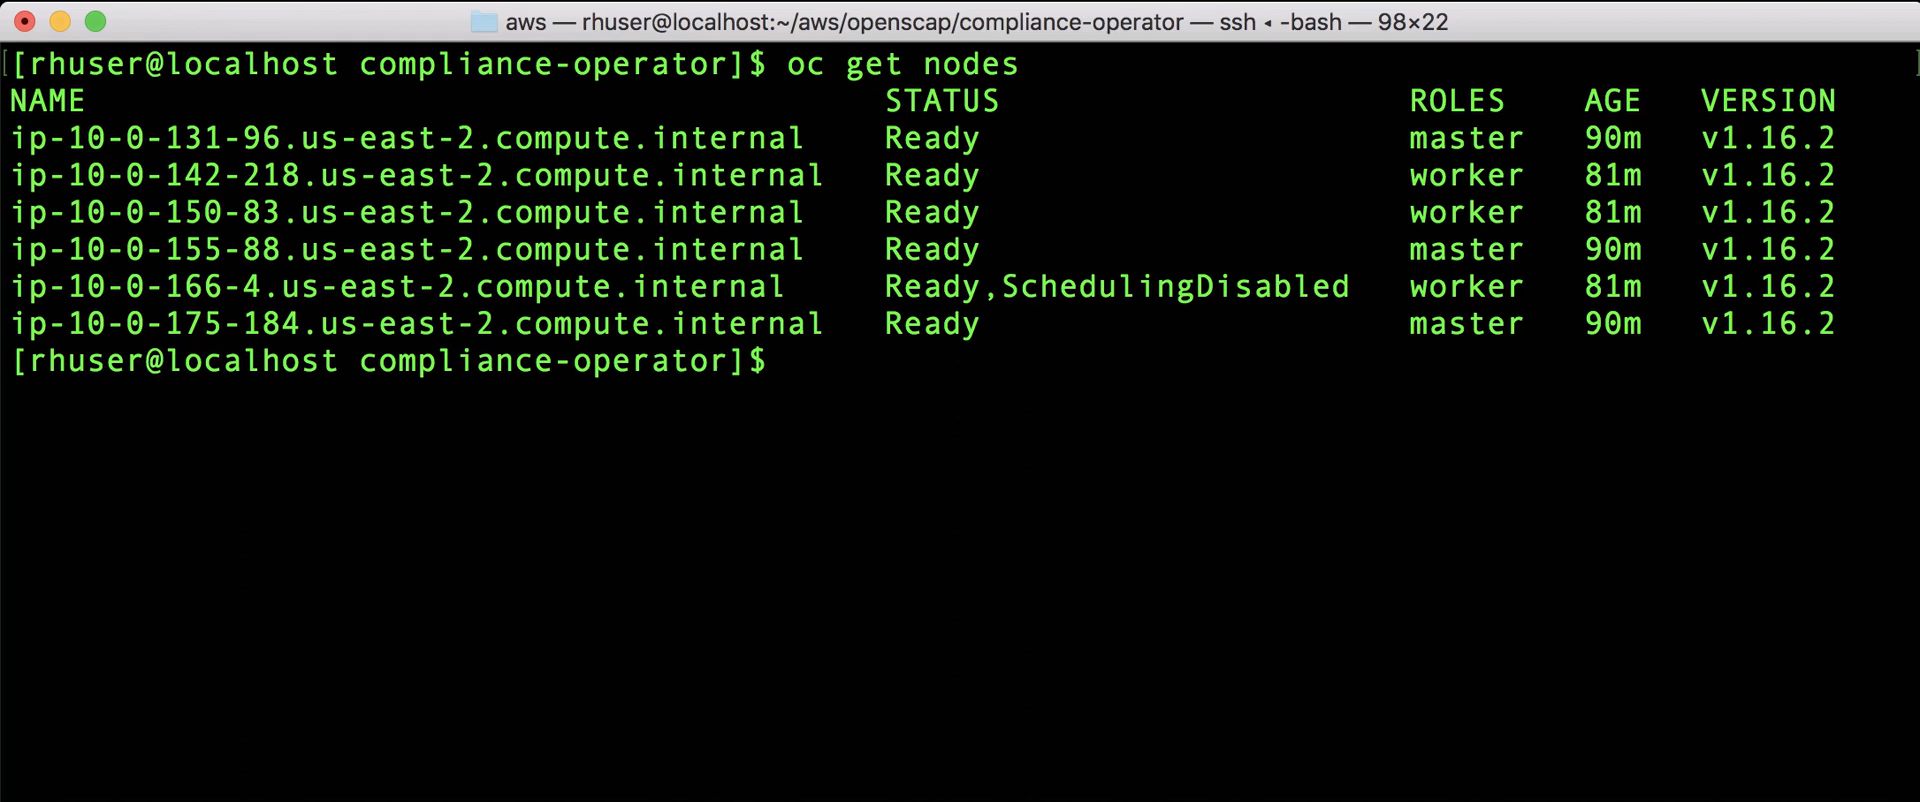 aws — rhuser@localhost:~/aws/openscap/compliance-operator — ssh ◂ -bash — 98×22
[rhuser@localhost compliance-operator]$ oc get nodes
NAME STATUS ROLES AGE VERSION
ip-10-0-131-96.us-east-2.compute.internal Ready master 90m v1.16.2
ip-10-0-142-218.us-east-2.compute.internal Ready worker 81m v1.16.2
ip-10-0-150-83.us-east-2.compute.internal Ready worker 81m v1.16.2
ip-10-0-155-88.us-east-2.compute.internal Ready master 90m v1.16.2
ip-10-0-166-4.us-east-2.compute.internal Ready,SchedulingDisabled worker 81m v1.16.2
ip-10-0-175-184.us-east-2.compute.internal Ready master 90m v1.16.2
[rhuser@localhost compliance-operator]$